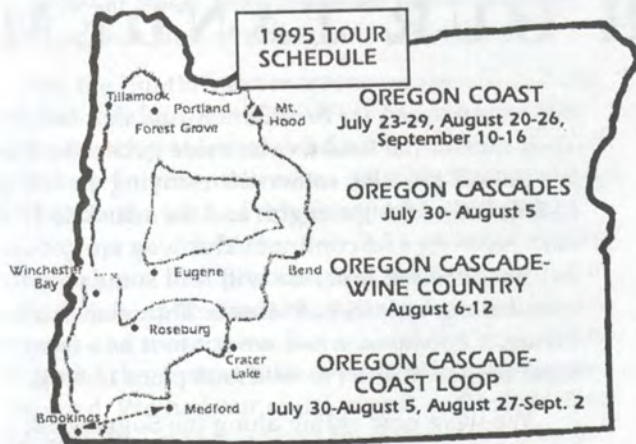 1995 TOUR
SCHEDULE
Tillamook
Portland
Forest Grove
Mt.
Hood
OREGON COAST
July 23-29, August 20-26,
September 10-16
OREGON CASCADES
July 30- August 5
Winchester
Bay
Eugene
Bend
OREGON CASCADE-
WINE COUNTRY
August 6-12
Roseburg
Crater
Lake
OREGON CASCADE-
COAST LOOP
July 30-August 5, August 27-Sept. 2
Brookings
Medford